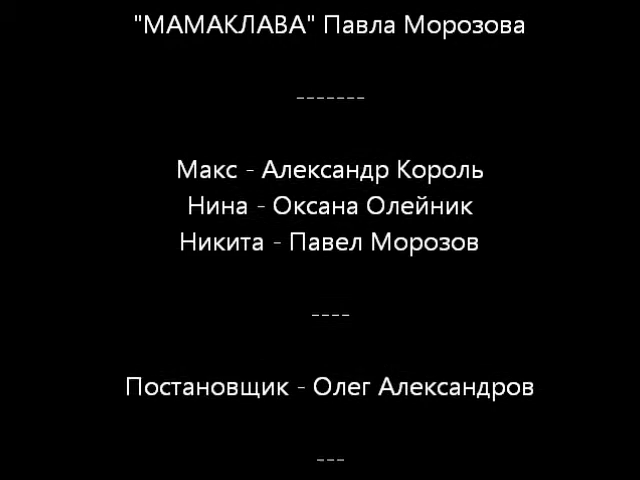 "МАМАКЛАВА" Павла Морозова
-------
Макс - Александр Король
Нина - Оксана Олейник
Никита - Павел Морозов
----
Постановщик - Олег Александров
---